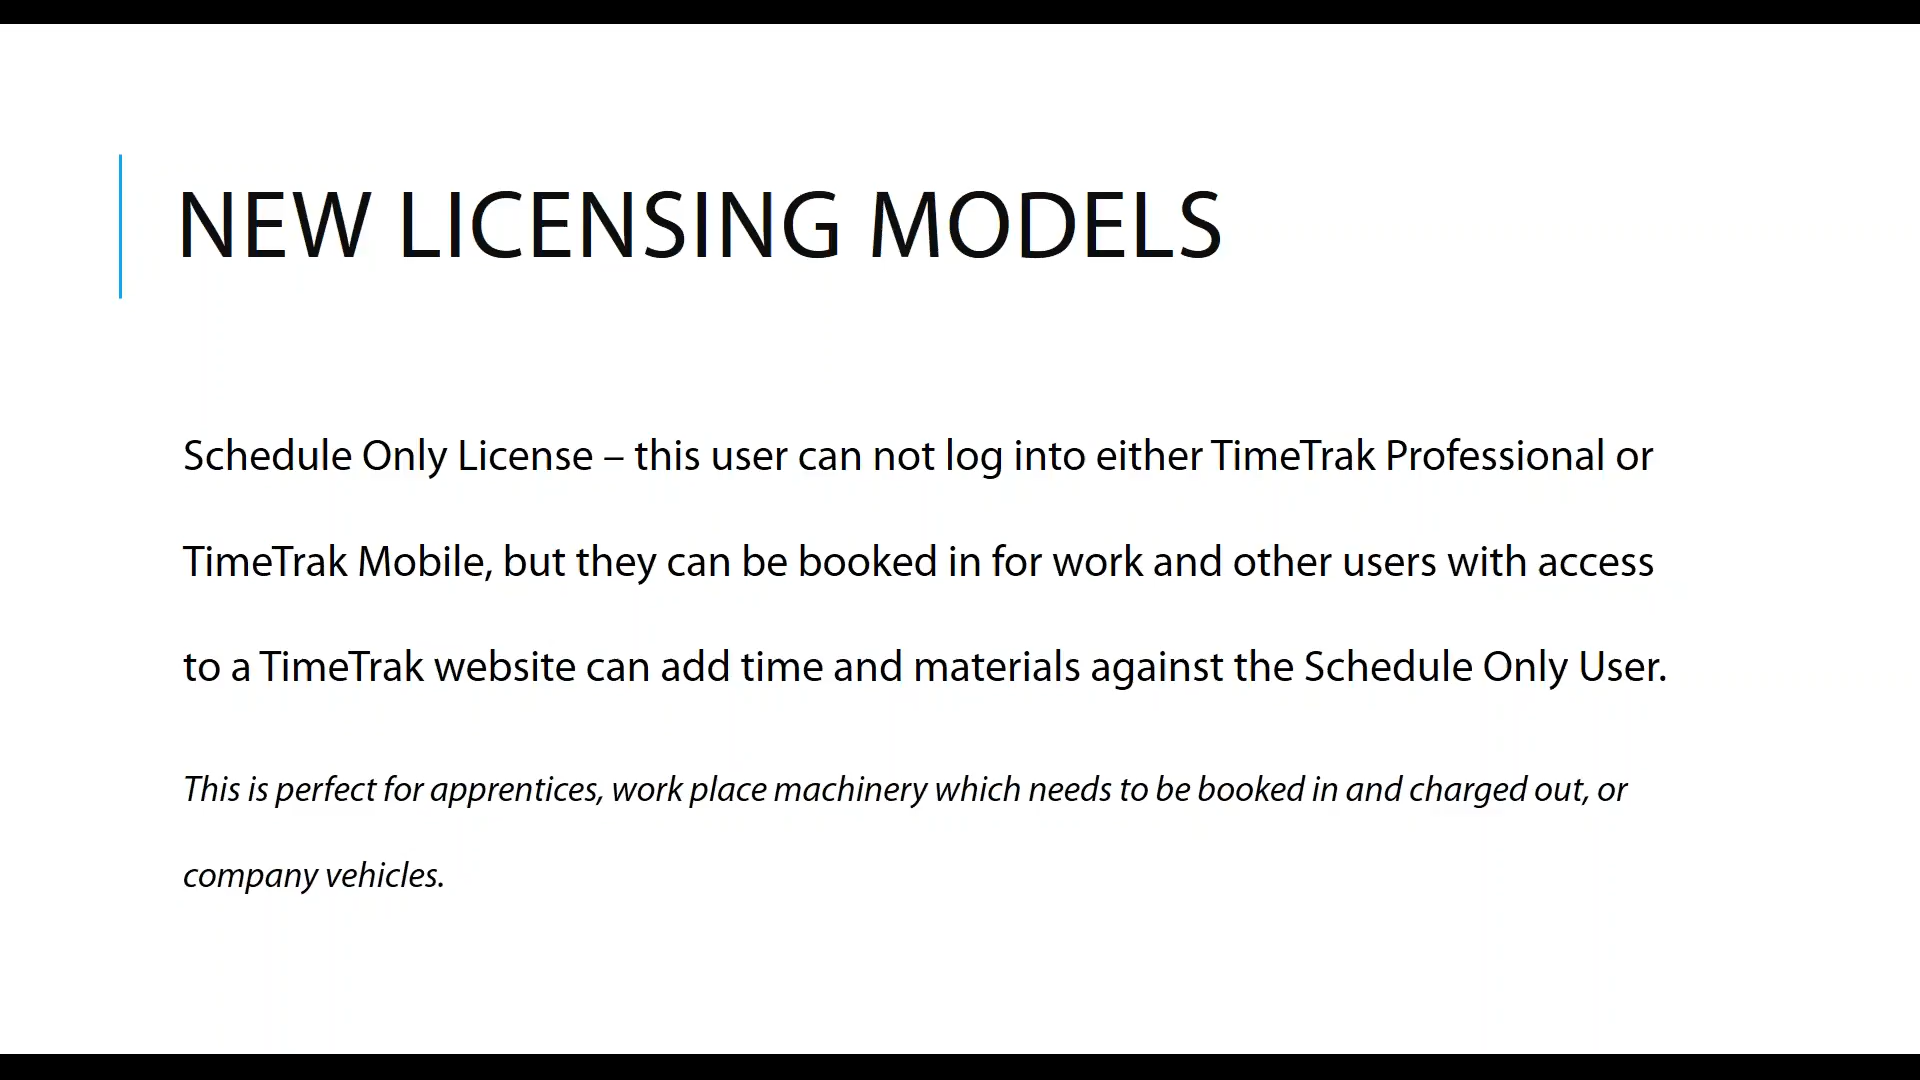 NEW LICENSING MODELS
Schedule Only License – this user can not log into either TimeTrak Professional or
TimeTrak Mobile, but they can be booked in for work and other users with access
to a TimeTrak website can add time and materials against the Schedule Only User.
This is perfect for apprentices, work place machinery which needs to be booked in and charged out, or
company vehicles.